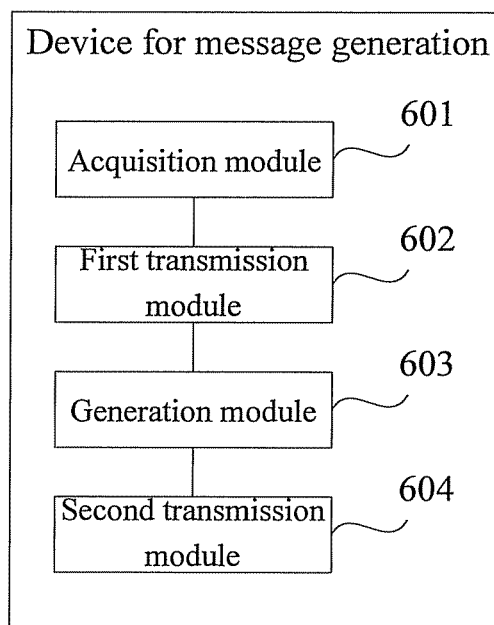 Device for message generation
601
Acquisition module
602
First transmission
module
603
Generation module
604
Second transmission
module